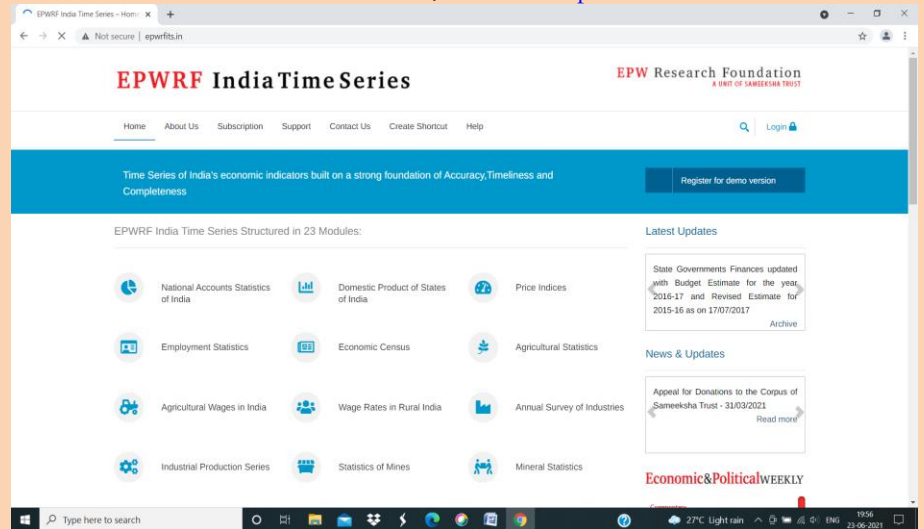 EPWRF India Time Series – Home
Not secure | epwrfits.in
EPWRF India Time Series
EPW Research Foundation
A UNIT OF SAMEEKSHA TRUST
Home About Us Subscription Support Contact Us Create Shortcut Help Login
Time Series of India's economic indicators built on a strong foundation of Accuracy,Timeliness and
Completeness
Register for demo version
EPWRF India Time Series Structured in 23 Modules:
National Accounts Statistics
of India
Domestic Product of States
of India
Price Indices
Employment Statistics
Economic Census
Agricultural Statistics
Agricultural Wages in India
Wage Rates in Rural India
Annual Survey of Industries
Industrial Production Series
Statistics of Mines
Mineral Statistics
Latest Updates
State Governments Finances updated
with Budget Estimate for the year
2016-17 and Revised Estimate for
2015-16 as on 17/07/2017
Archive
News & Updates
Appeal for Donations to the Corpus of
Sameeksha Trust - 31/03/2021
Read more
Economic&PoliticalWEEKLY
Type here to search
27°C Light rain
ENG
19:56
23-06-2021